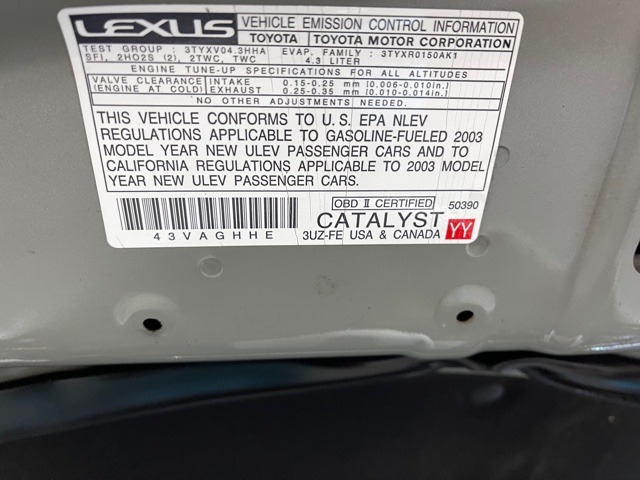 LEXUS VEHICLE EMISSION CONTROL INFORMATION
TOYOTA TOYOTA MOTOR CORPORATION
TEST GROUP : 3TYXV04.3HHA EVAP. FAMILY : 3TYXR0150AK1
SFI, 2HO2S (2), 2TWC, TWC 4.3 LITER
ENGINE TUNE-UP SPECIFICATIONS FOR ALL ALTITUDES
VALVE CLEARANCE INTAKE 0.15-0.25 mm (0.006-0.010in.)
(ENGINE AT COLD) EXHAUST 0.25-0.35 mm (0.010-0.014in.)
NO OTHER ADJUSTMENTS NEEDED.
THIS VEHICLE CONFORMS TO U.S. EPA NLEV
REGULATIONS APPLICABLE TO GASOLINE-FUELED 2003
MODEL YEAR NEW ULEV PASSENGER CARS AND TO
CALIFORNIA REGULATIONS APPLICABLE TO 2003 MODEL
YEAR NEW ULEV PASSENGER CARS.
OBD II CERTIFIED 50390
CATALYST YY
43VAGHHE 3UZ-FE USA & CANADA